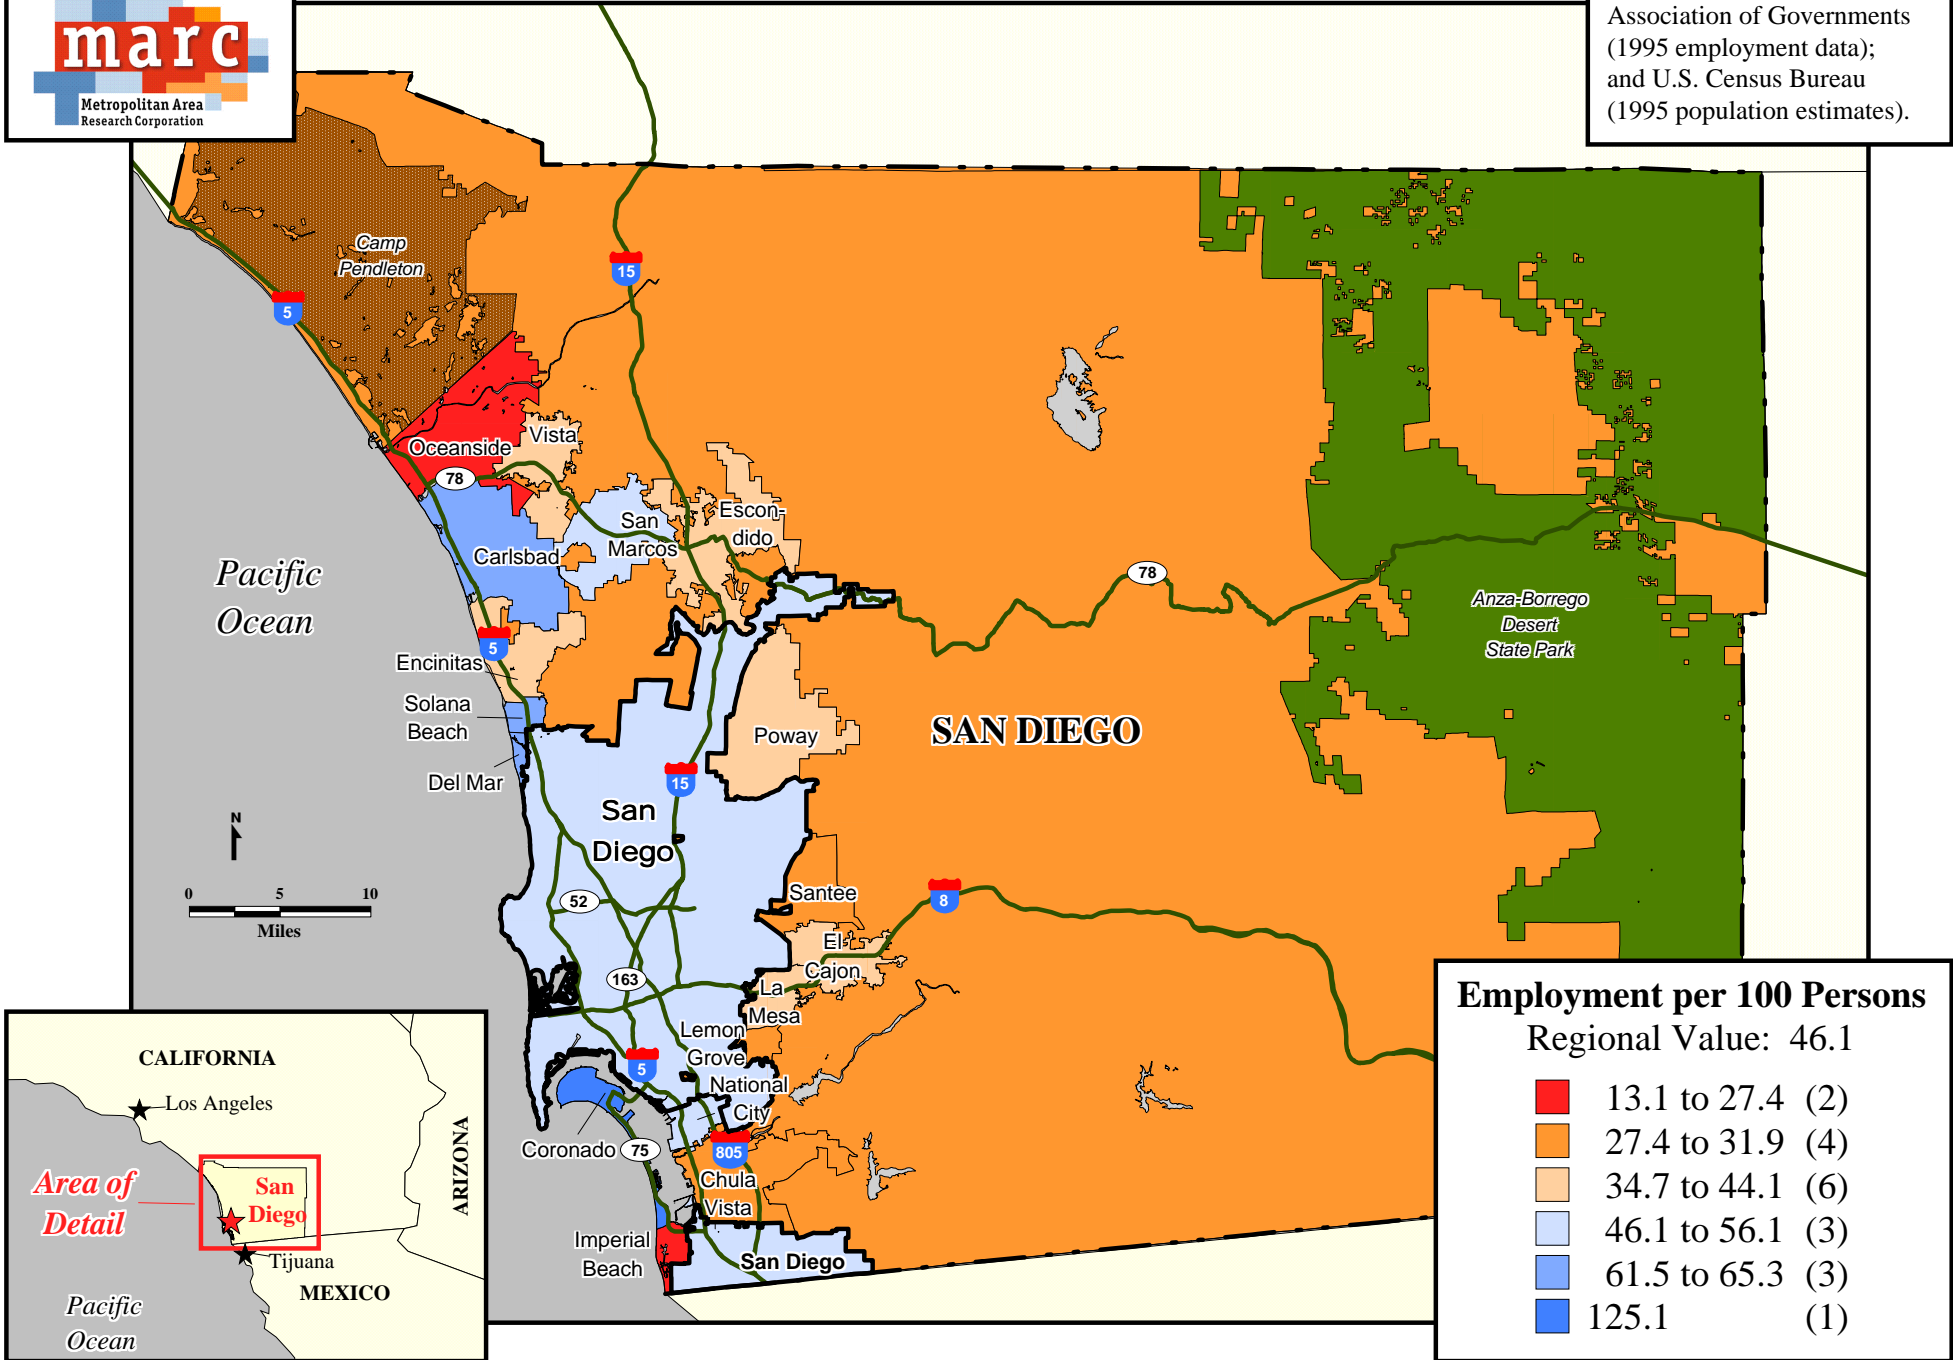 marc
Metropolitan Area
Research Corporation
Association of Governments
(1995 employment data);
and U.S. Census Bureau
(1995 population estimates).
Camp
Pendleton
15
5
Oceanside
Vista
78
San
Marcos
Escon-
dido
Carlsbad
78
Pacific
Ocean
Anza-Borrego
Desert
State Park
5
Encinitas
Solana
Beach
Del Mar
Poway
SAN DIEGO
15
San
Diego
N
0 5 10
Miles
52
Santee
8
El
Cajon
163
La
Mesa
Lemon
Grove
5
National
City
Coronado
75
805
Chula
Vista
Imperial
Beach
San Diego
CALIFORNIA
Los Angeles
ARIZONA
Area of
Detail
San
Diego
Tijuana
MEXICO
Pacific
Ocean
Employment per 100 Persons
Regional Value: 46.1
13.1 to 27.4 (2)
27.4 to 31.9 (4)
34.7 to 44.1 (6)
46.1 to 56.1 (3)
61.5 to 65.3 (3)
125.1 (1)